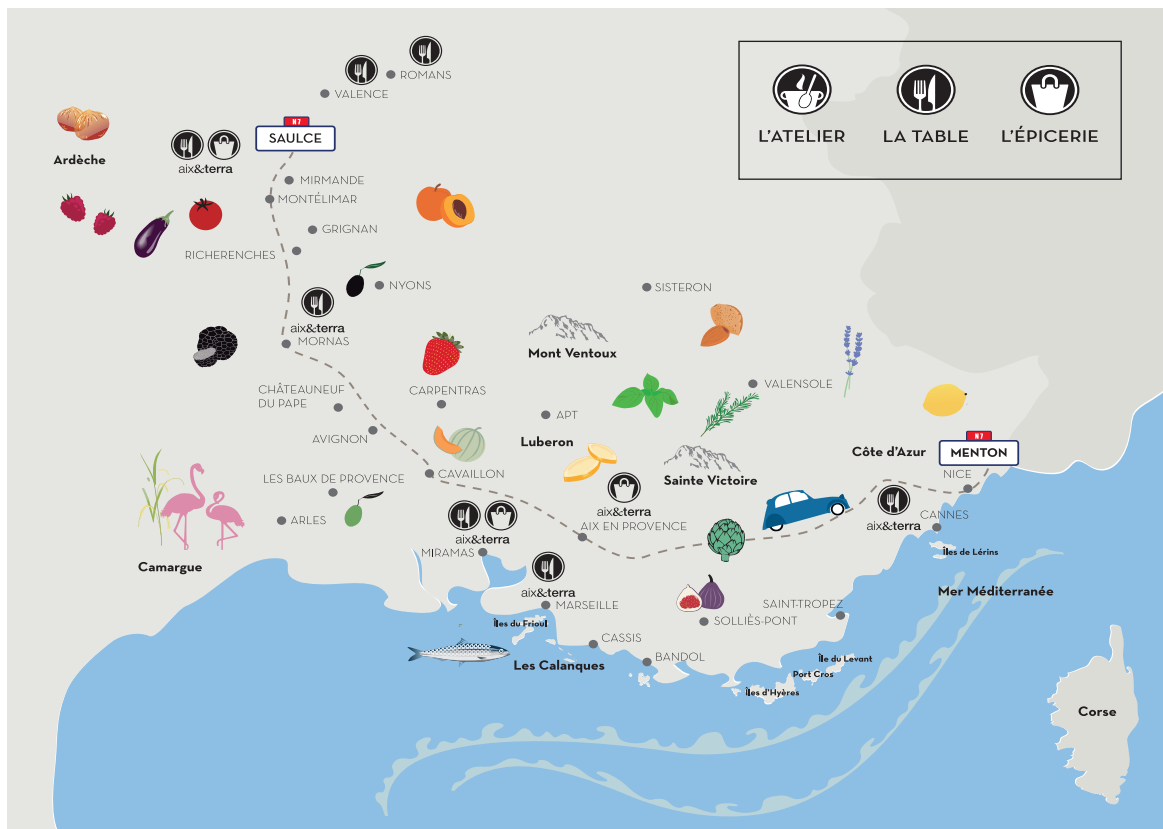 ROMANS
VALENCE
L'ATELIER
LA TABLE
L'ÉPICERIE
N7
SAULCE
Ardèche
aix&terra
MIRMANDE
MONTÉLIMAR
GRIGNAN
RICHERENCHES
NYONS
SISTERON
aix&terra
MORNAS
Mont Ventoux
CHÂTEAUNEUF
DU PAPE
CARPENTRAS
VALENSOLE
APT
AVIGNON
Luberon
N7
MENTON
Côte d'Azur
CAVAILLON
LES BAUX DE PROVENCE
Sainte Victoire
NICE
aix&terra
AIX EN PROVENCE
ARLES
aix&terra
CANNES
aix&terra
MIRAMAS
Îles de Lérins
Camargue
aix&terra
MARSEILLE
Mer Méditerranée
SAINT-TROPEZ
Îles du Frioul
SOLLIÈS-PONT
CASSIS
BANDOL
Les Calanques
Île du Levant
Port Cros
Îles d'Hyères
Corse